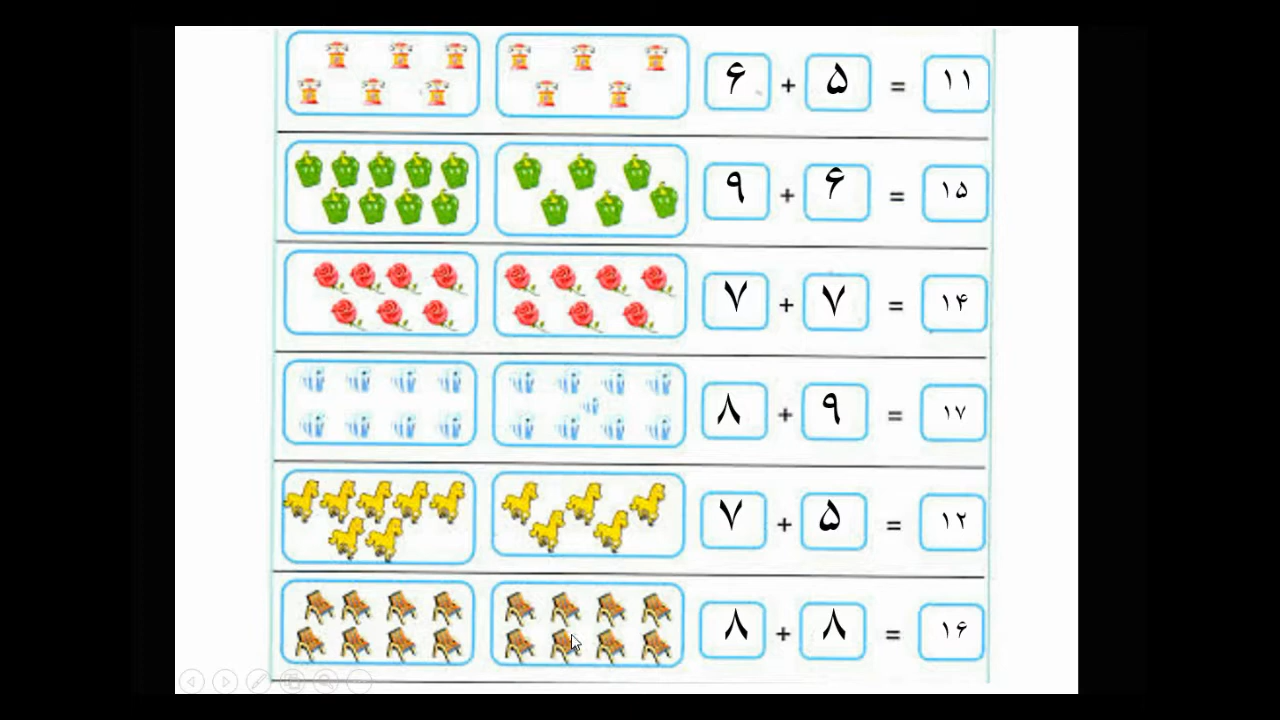 ۶ + ۵ = ۱۱
۹ + ۶ = ۱۵
۷ + ۷ = ۱۴
۸ + ۹ = ۱۷
۷ + ۵ = ۱۲
۸ + ۸ = ۱۶